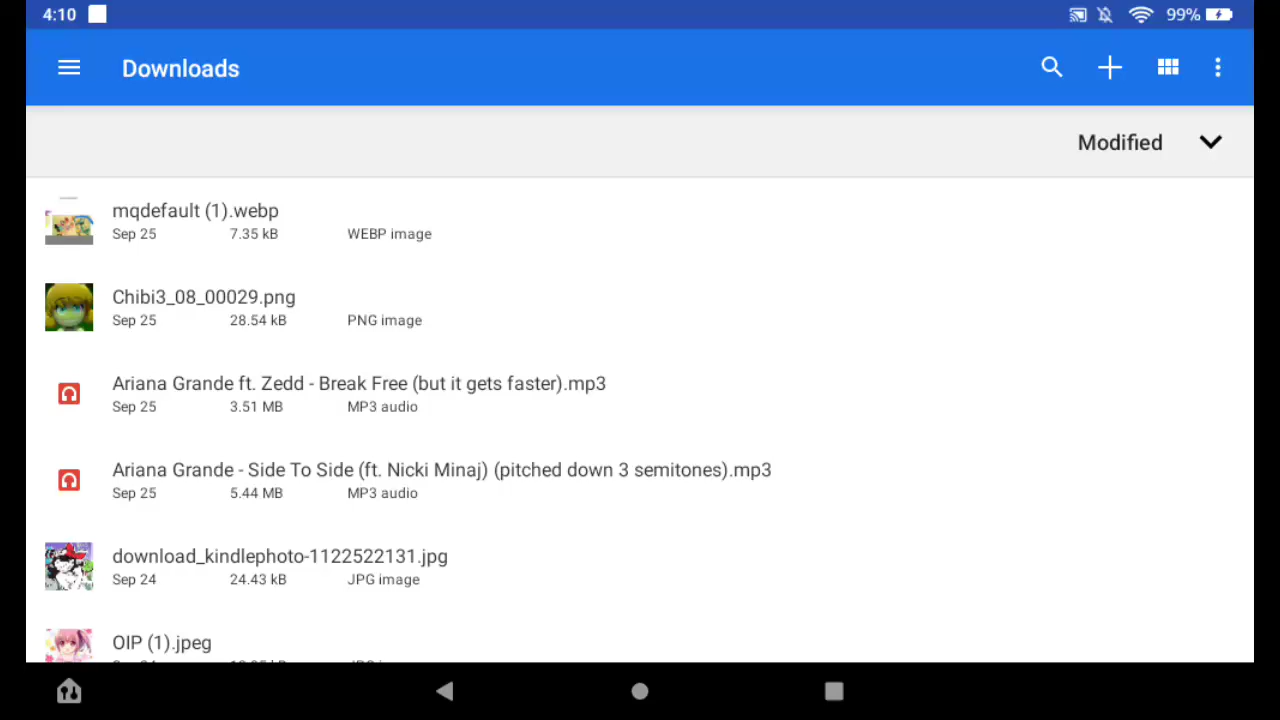 4:10 99%
Downloads
Modified
mqdefault (1).webp
Sep 25 7.35 kB WEBP image
Chibi3_08_00029.png
Sep 25 28.54 kB PNG image
Ariana Grande ft. Zedd - Break Free (but it gets faster).mp3
Sep 25 3.51 MB MP3 audio
Ariana Grande - Side To Side (ft. Nicki Minaj) (pitched down 3 semitones).mp3
Sep 25 5.44 MB MP3 audio
download_kindlephoto-1122522131.jpg
Sep 24 24.43 kB JPG image
OIP (1).jpeg